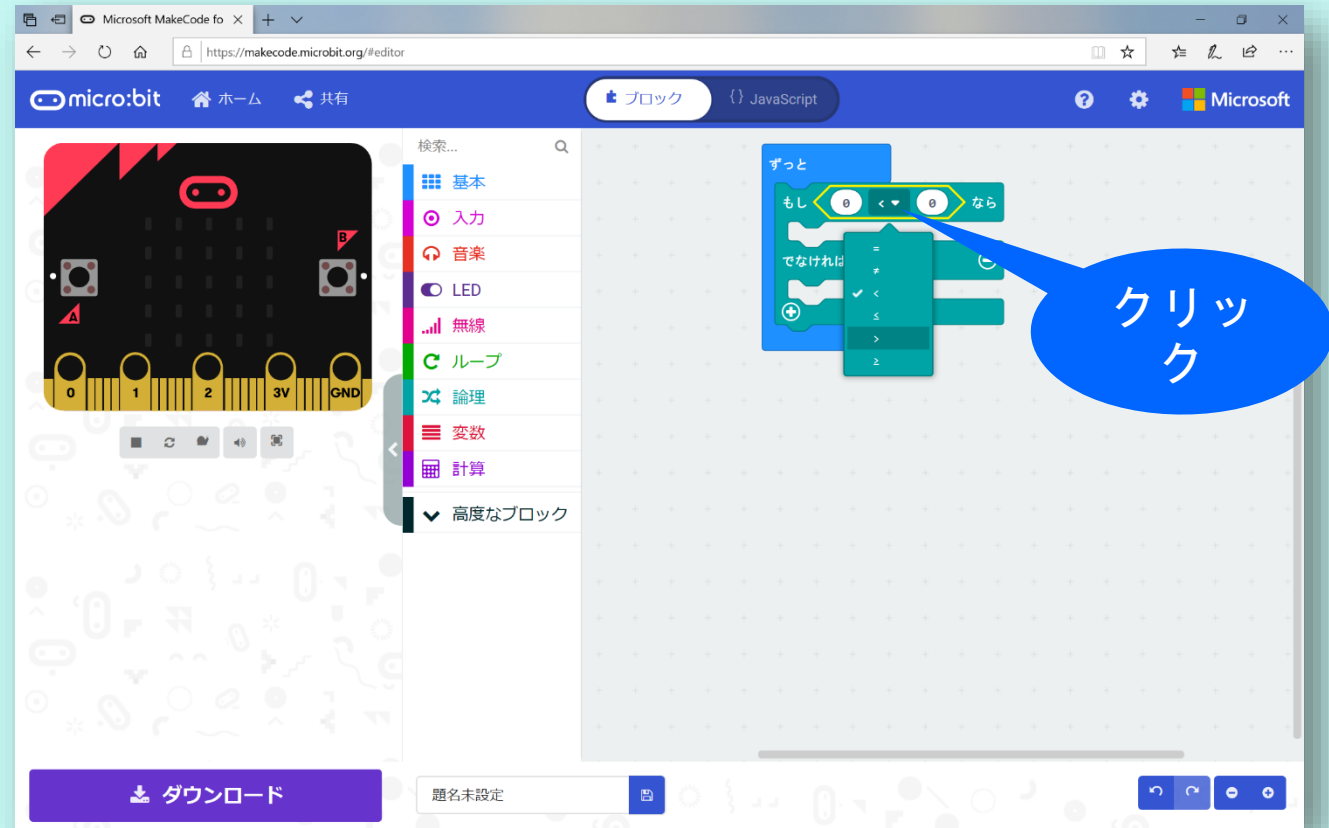 Microsoft MakeCode fo
https://makecode.microbit.org/#editor
micro:bit
ホーム
共有
ブロック
{} JavaScript
Microsoft
検索...
基本
入力
音楽
LED
無線
ループ
論理
変数
計算
高度なブロック
B
A
0 1 2 3V GND
ずっと
もし 0 < 0 なら
でなければ
=
≠
<
≤
>
≥
クリッ
ク
ダウンロード
題名未設定